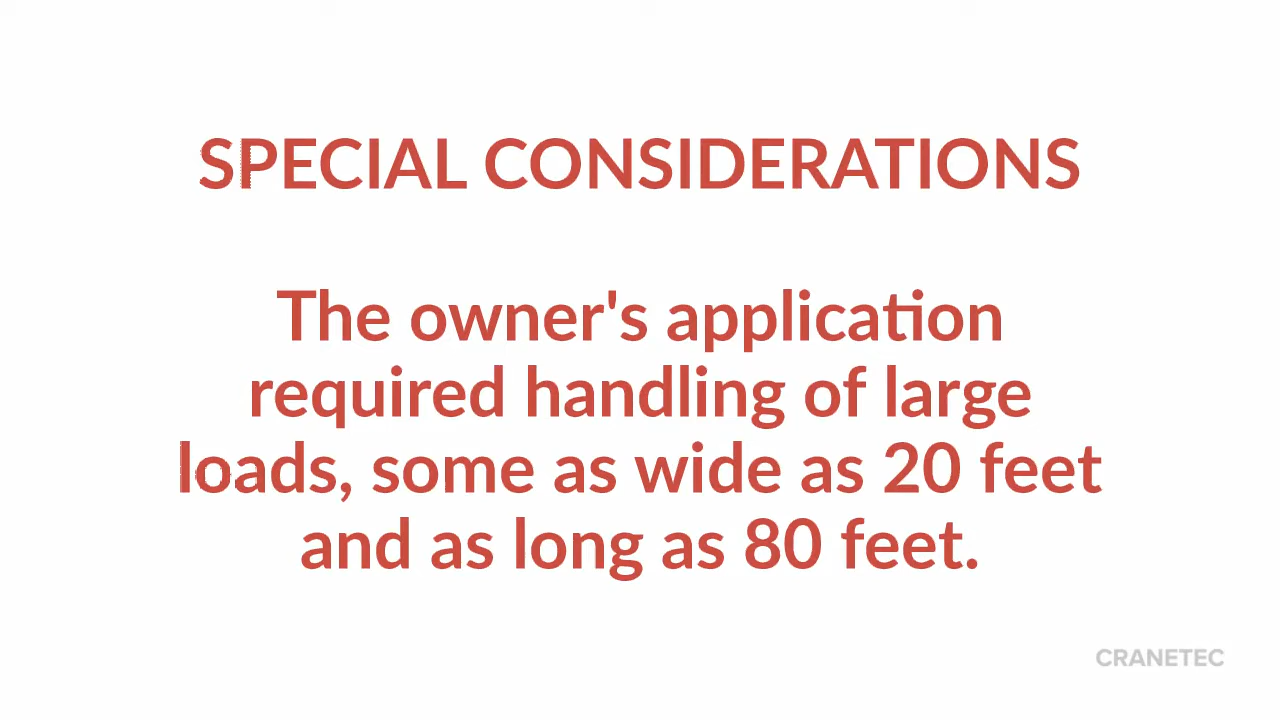 SPECIAL CONSIDERATIONS
The owner's application
required handling of large
loads, some as wide as 20 feet
and as long as 80 feet.
CRANETEC